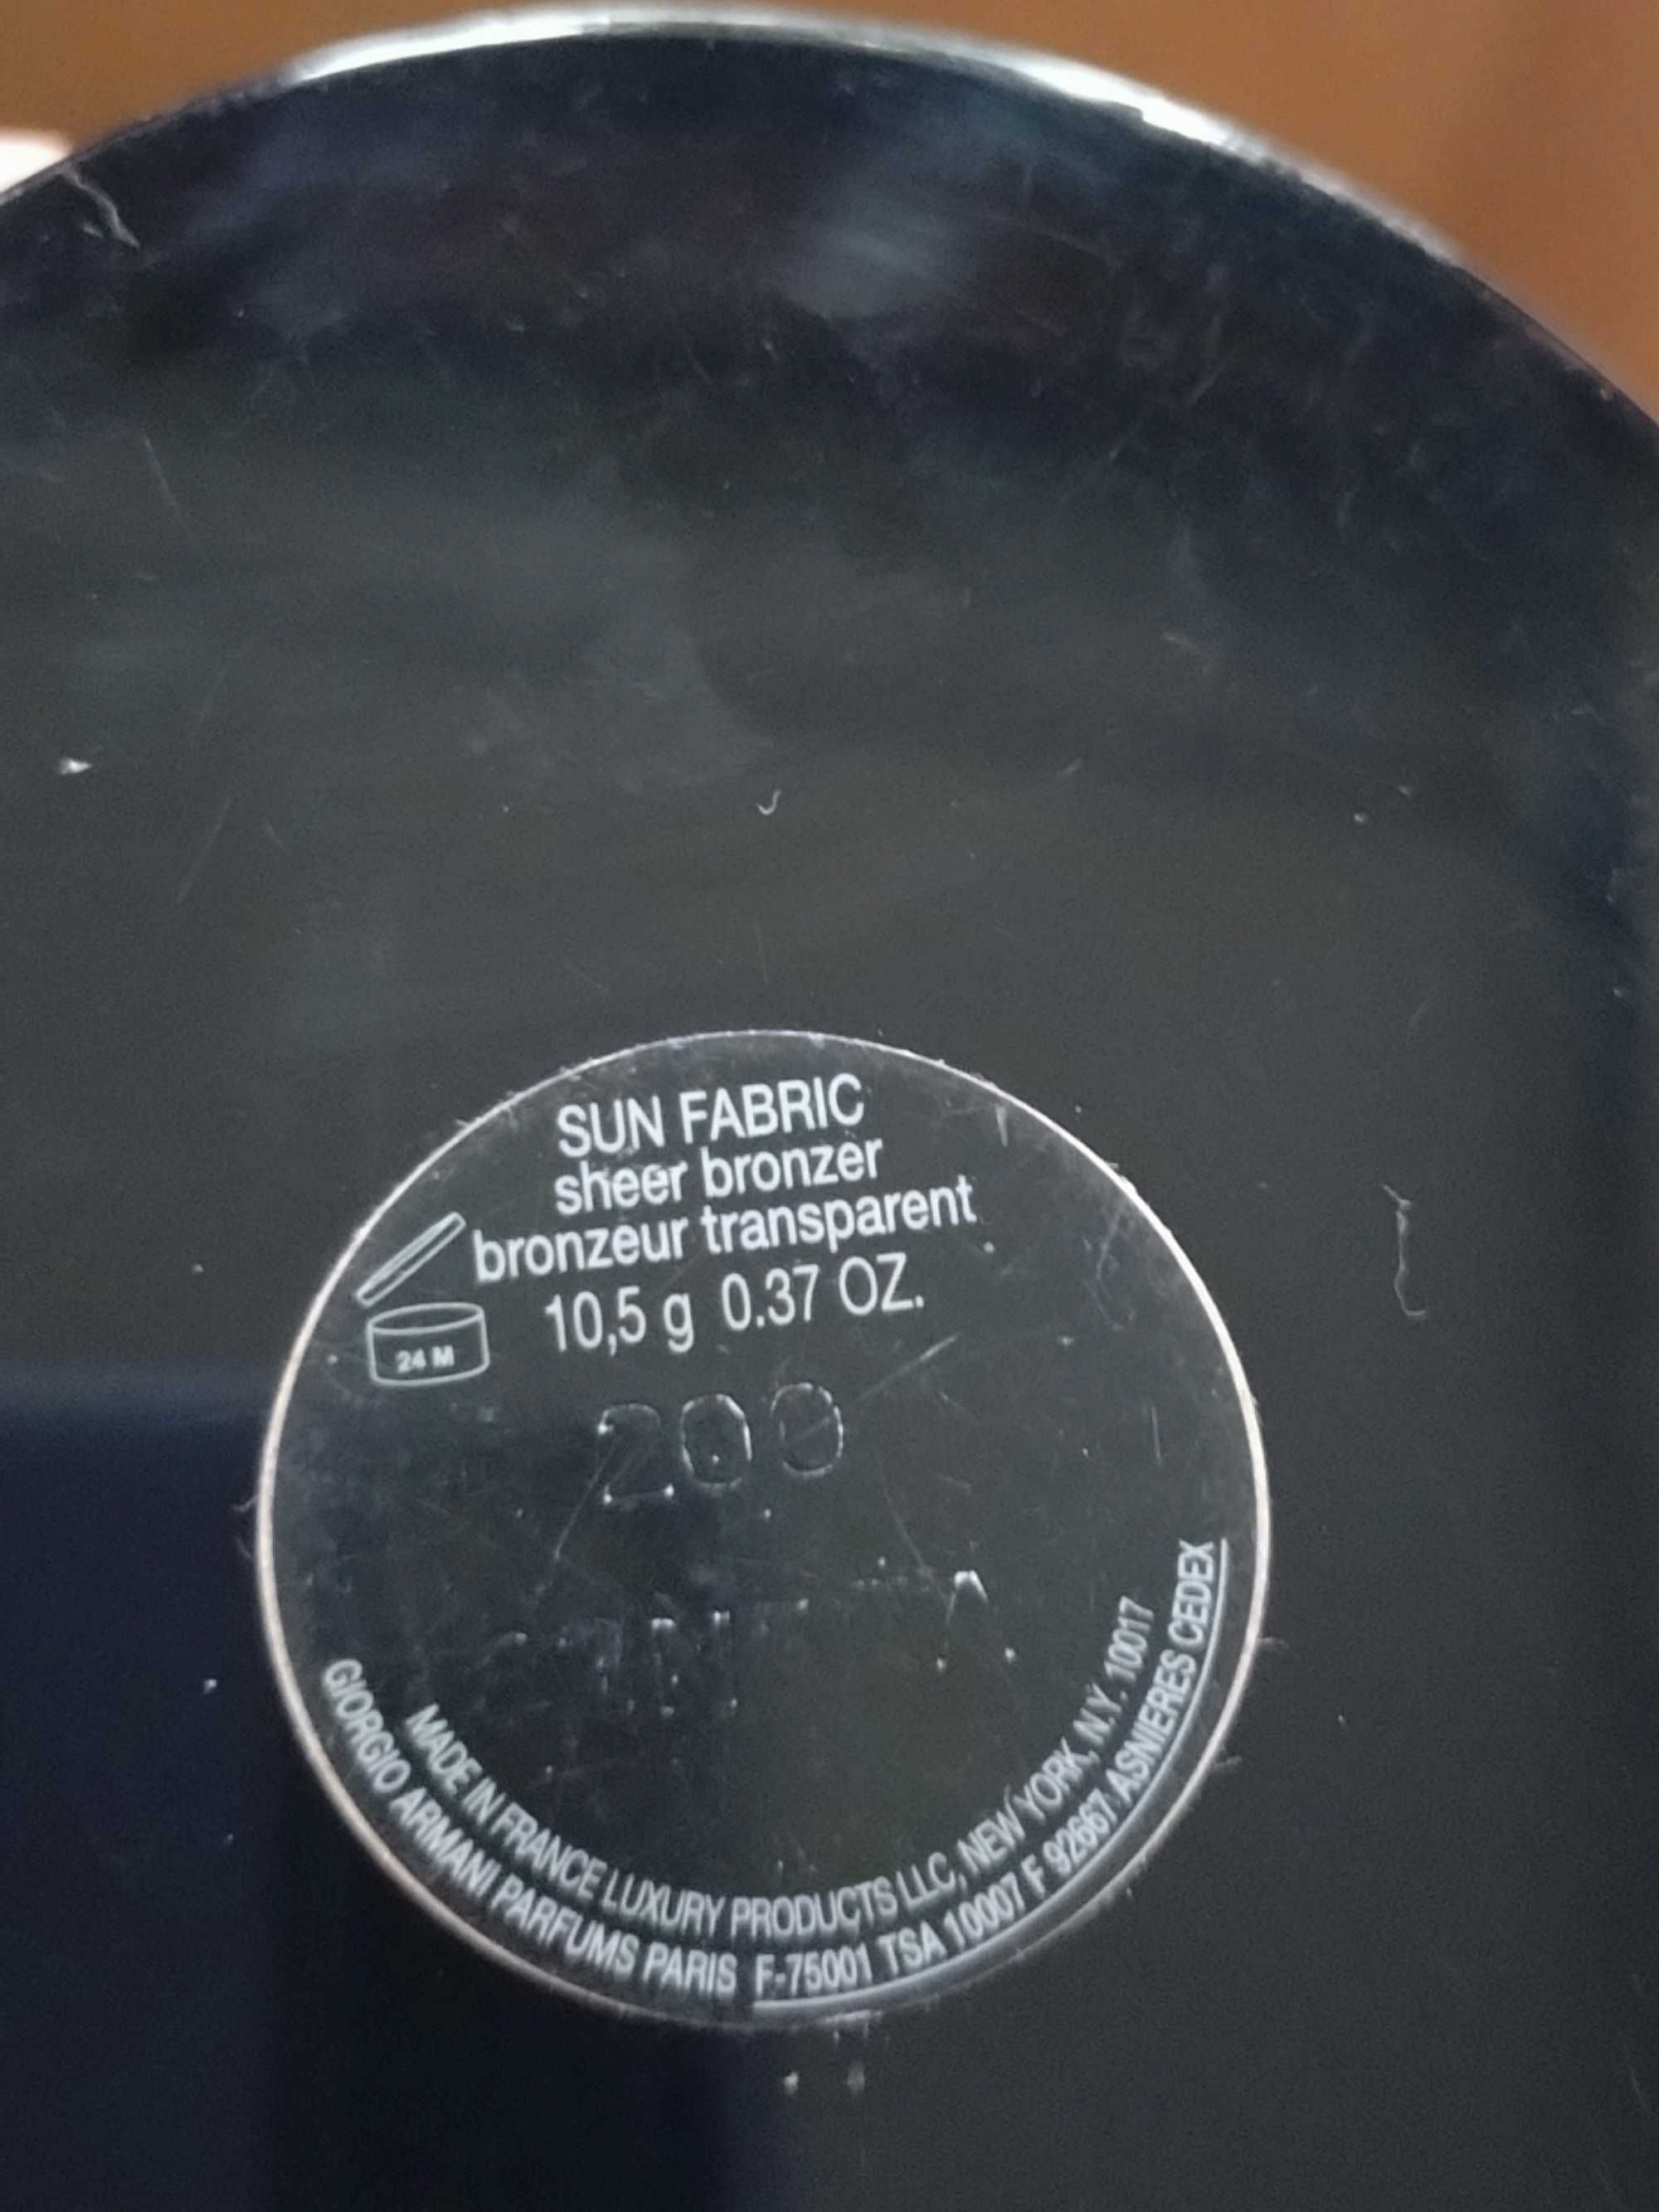 SUN FABRIC
sheer bronzer
bronzeur transparent
10,5 g 0.37 OZ.
24 M
200
MADE IN FRANCE LUXURY PRODUCTS LLC, NEW YORK, N.Y. 10017
GIORGIO ARMANI PARFUMS PARIS F-75001 TSA 10007 F 92667 ASNIERES CEDEX